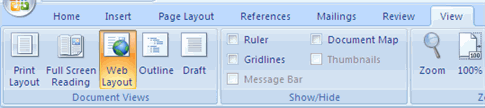 Home Insert Page Layout References Mailings Review View
Print Layout Full Screen Reading Web Layout Outline Draft
Ruler Document Map
Gridlines Thumbnails
Message Bar
Zoom 100%
100
Document Views Show/Hide